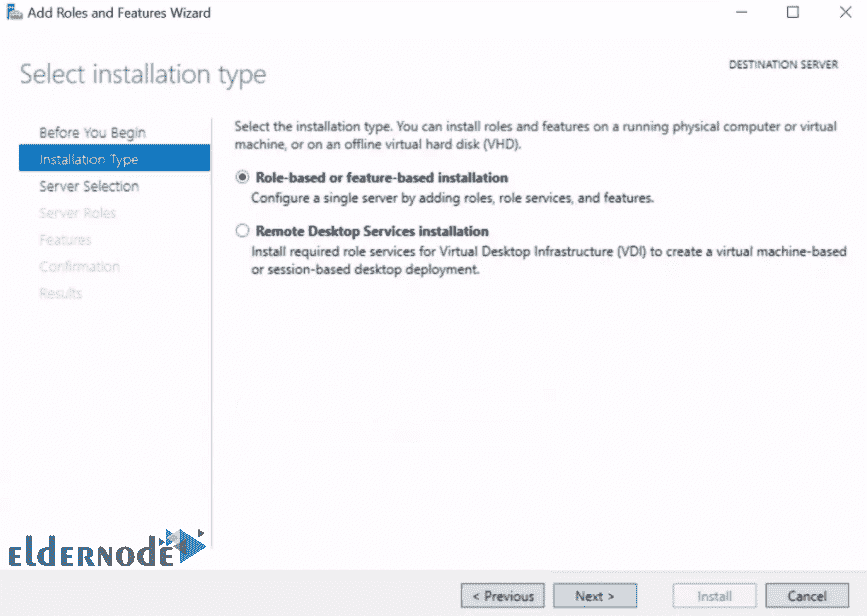 Add Roles and Features Wizard
Select installation type
DESTINATION SERVER
Before You Begin
Installation Type
Server Selection
Server Roles
Features
Confirmation
Results
Select the installation type. You can install roles and features on a running physical computer or virtual
machine, or on an offline virtual hard disk (VHD).
Role-based or feature-based installation
Configure a single server by adding roles, role services, and features.
Remote Desktop Services installation
Install required role services for Virtual Desktop Infrastructure (VDI) to create a virtual machine-based
or session-based desktop deployment.
elderNode
< Previous
Next >
Install
Cancel